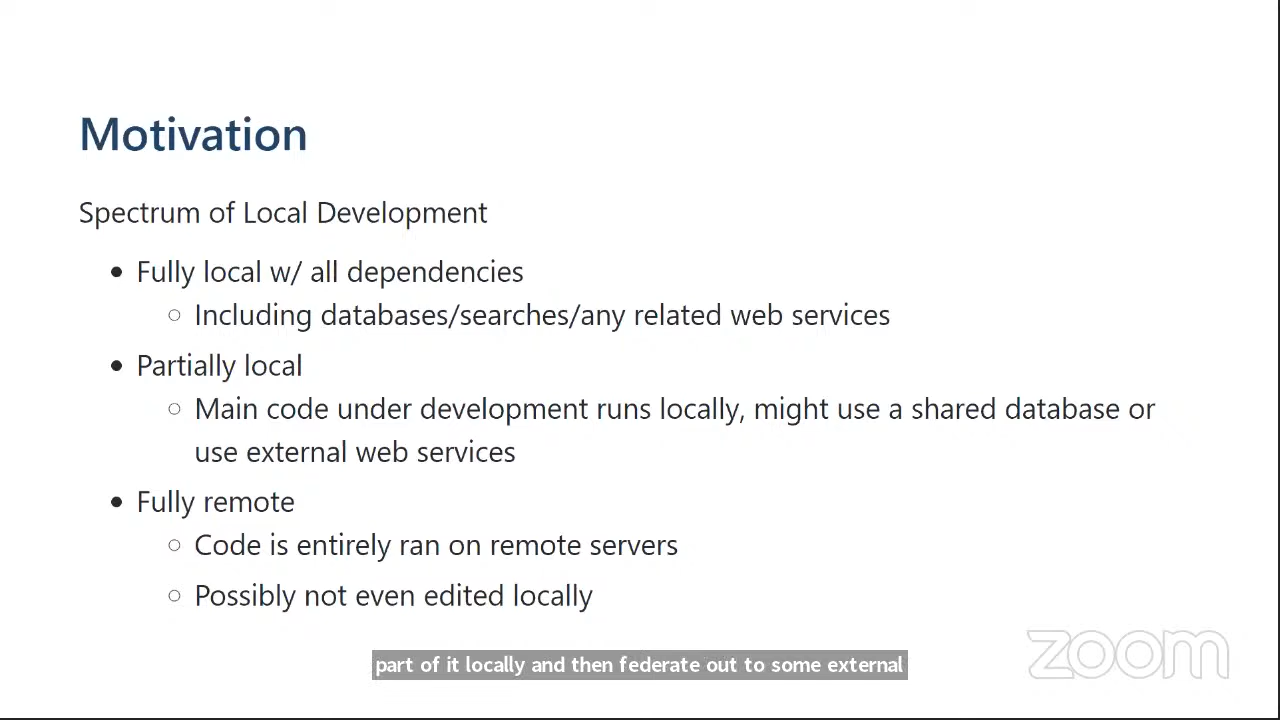 Motivation
Spectrum of Local Development
Fully local w/ all dependencies
Including databases/searches/any related web services
Partially local
Main code under development runs locally, might use a shared database or
use external web services
Fully remote
Code is entirely ran on remote servers
Possibly not even edited locally
part of it locally and then federate out to some external
zoom